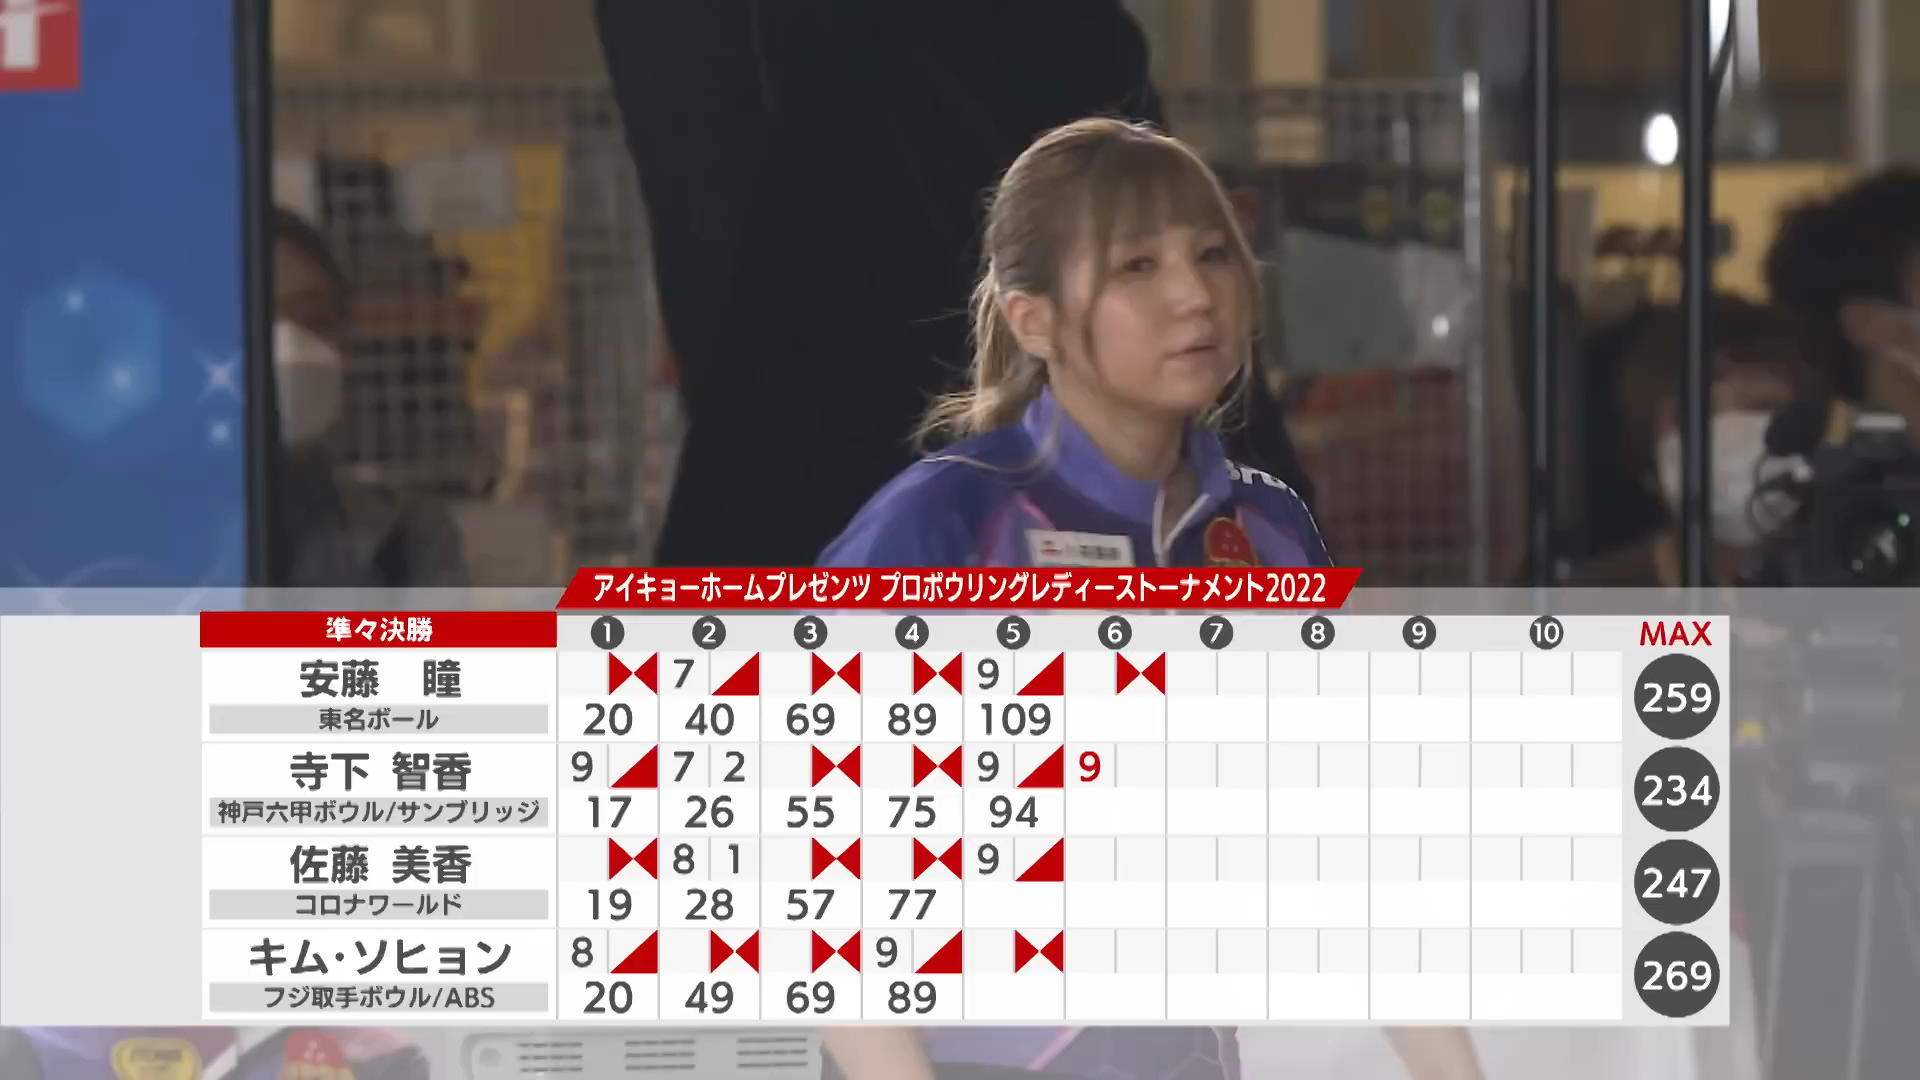 アイキョーホームプレゼンツ プロボウリングレディーストーナメント2022
準々決勝 1 2 3 4 5 6 7 8 9 10 MAX
安藤 瞳 7 9 259
東名ボール 20 40 69 89 109
寺下 智香 9 7 2 9 9 234
神戸六甲ボウル/サンブリッジ 17 26 55 75 94
佐藤 美香 8 1 9 247
コロナワールド 19 28 57 77
キム・ソヒョン 8 9 269
フジ取手ボウル/ABS 20 49 69 89